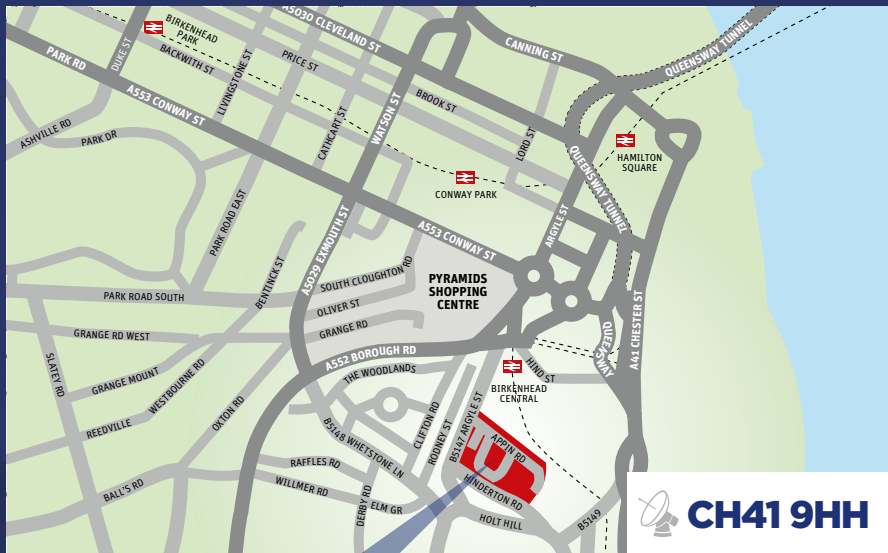 BIRKENHEAD
PARK
A5030 CLEVELAND ST
CANNING ST
QUEENSWAY TUNNEL
PARK RD
DUKE ST
BACKWITH ST
LIVINGSTONE ST
PRICE ST
A553 CONWAY ST
WATSON ST
BROOK ST
CATHCART ST
LORD ST
ASHVILLE RD
PARK DR
HAMILTON
SQUARE
QUEENSWAY TUNNEL
CONWAY PARK
PARK ROAD EAST
A5029 EXMOUTH ST
A553 CONWAY ST
ARGYLE ST
BENTINCK ST
SOUTH CLOUGHTON RD
PYRAMIDS
SHOPPING
CENTRE
PARK ROAD SOUTH
OLIVER ST
GRANGE RD
A41 CHESTER ST
GRANGE RD WEST
A552 BOROUGH RD
QUEENSWAY
SLATEY RD
GRANGE MOUNT
WESTBOURNE RD
THE WOODLANDS
HIND ST
BIRKENHEAD
CENTRAL
REEDVILLE
OXTON RD
CLIFTON RD
RODNEY ST
B5147 ARGYLE ST
APPIN RD
B5148 WHETSTONE LN
RAFFLES RD
BALL'S RD
WILLMER RD
DERBY RD
ELM GR
HINDERTON RD
HOLT HILL
B5149
CH41 9HH